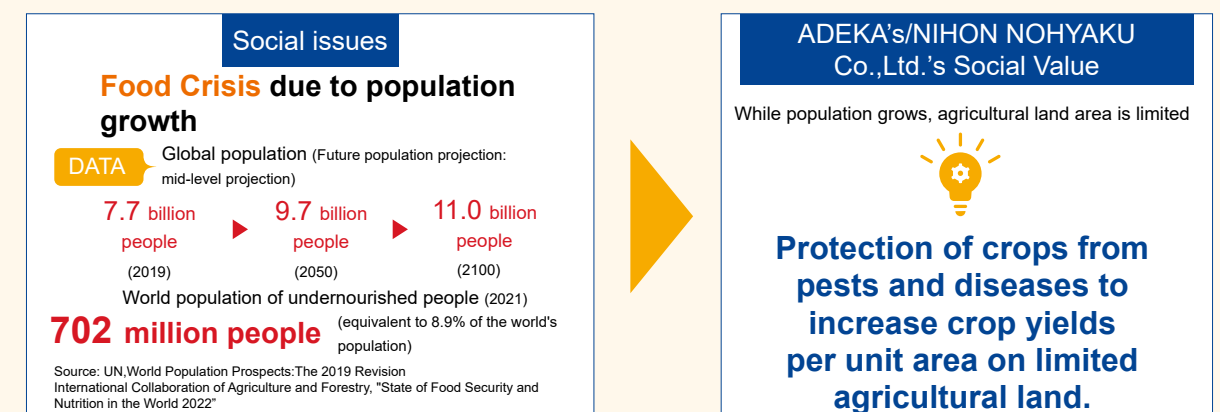 Social issues
Food Crisis due to population
growth
DATA
Global population (Future population projection:
mid-level projection)
7.7 billion
people
(2019)
9.7 billion
people
(2050)
11.0 billion
people
(2100)
World population of undernourished people (2021)
702 million people (equivalent to 8.9% of the world's
population)
Source: UN,World Population Prospects:The 2019 Revision
International Collaboration of Agriculture and Forestry, "State of Food Security and
Nutrition in the World 2022”
ADEKA's/NIHON NOHYAKU
Co.,Ltd.'s Social Value
While population grows, agricultural land area is limited
Protection of crops from
pests and diseases to
increase crop yields
per unit area on limited
agricultural land.